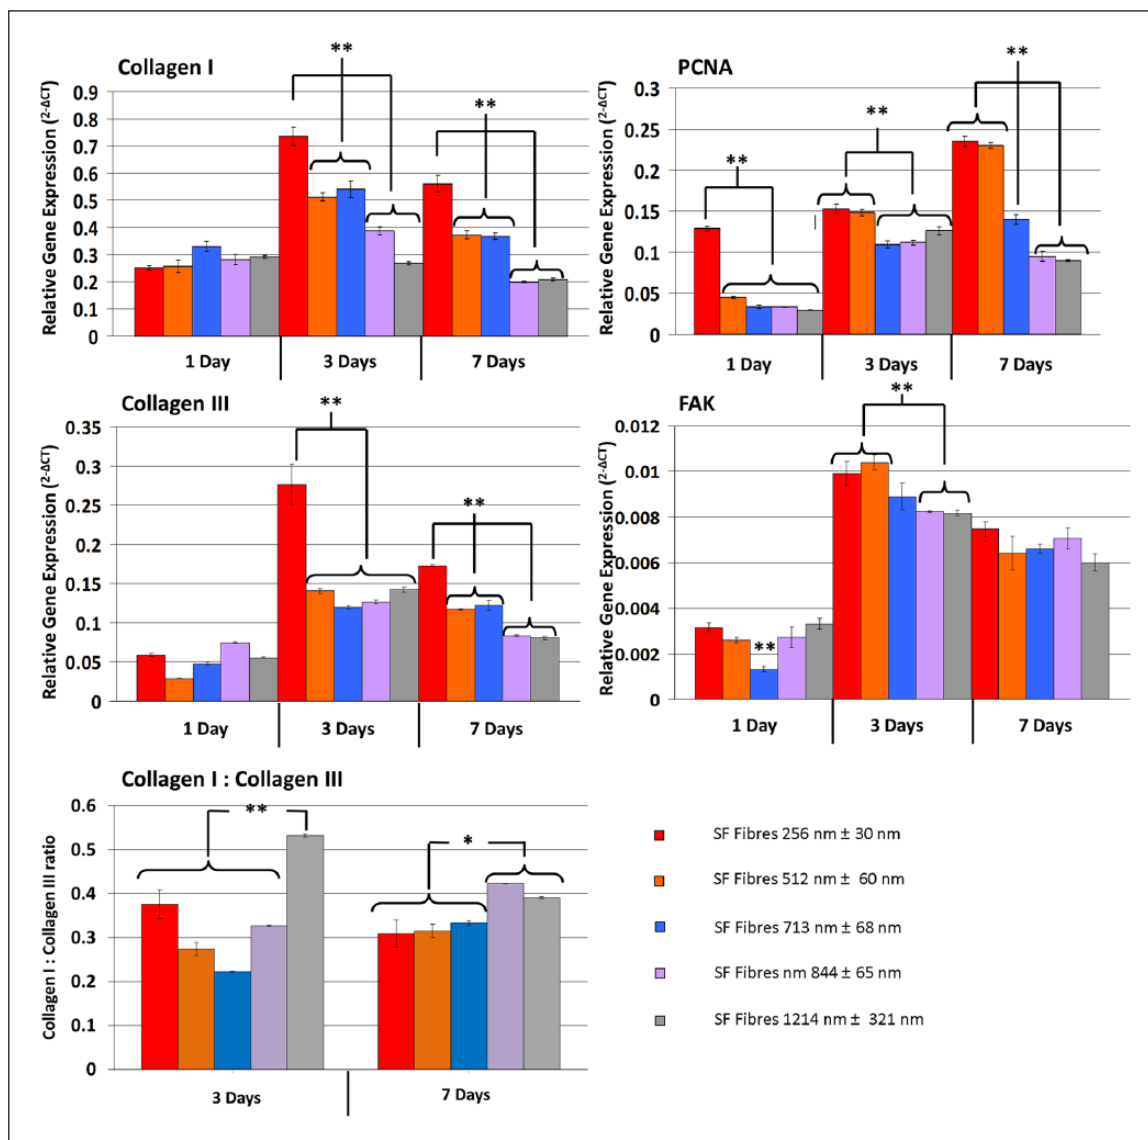 Collagen I
Relative Gene Expression (2-ΔCT)
0.9
0.8
0.7
0.6
0.5
0.4
0.3
0.2
0.1
0
**
**
1 Day
3 Days
7 Days
PCNA
Relative Gene Expression (2-ΔCT)
0.3
0.25
0.2
0.15
0.1
0.05
0
**
**
**
1 Day
3 Days
7 Days
Collagen III
Relative Gene Expression (2-ΔCT)
0.35
0.3
0.25
0.2
0.15
0.1
0.05
0
**
**
1 Day
3 Days
7 Days
FAK
Relative Gene Expression (2-ΔCT)
0.012
0.01
0.008
0.006
0.004
0.002
0
**
**
1 Day
3 Days
7 Days
Collagen I : Collagen III
Collagen I : Collagen III ratio
0.6
0.5
0.4
0.3
0.2
0.1
0
**
*
3 Days
7 Days
SF Fibres 256 nm ± 30 nm
SF Fibres 512 nm ± 60 nm
SF Fibres 713 nm ± 68 nm
SF Fibres nm 844 ± 65 nm
SF Fibres 1214 nm ± 321 nm